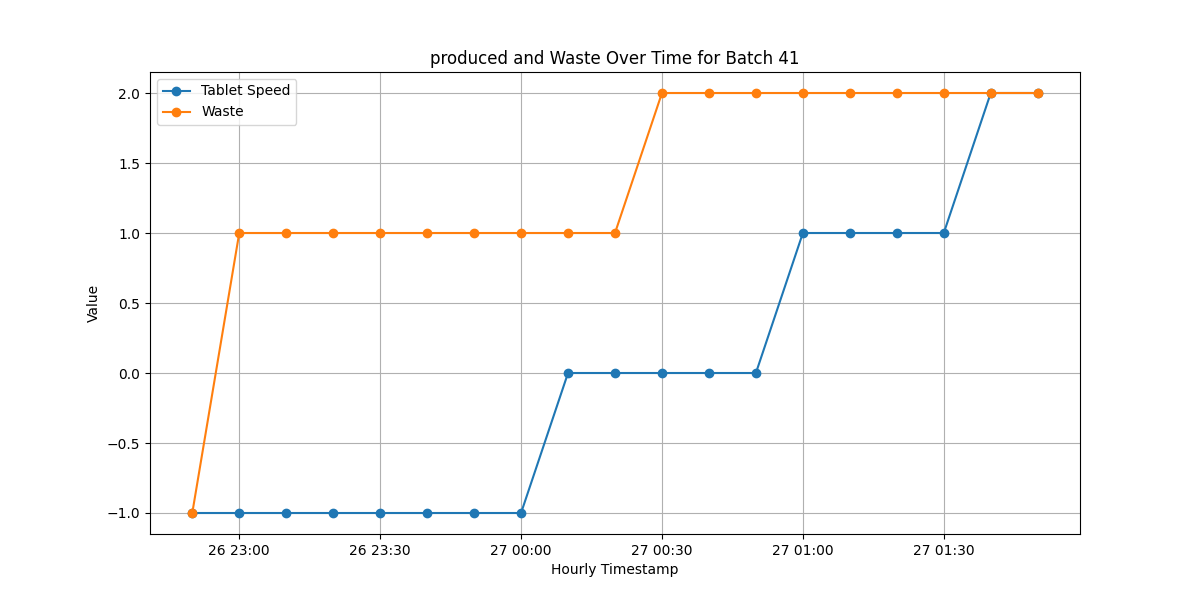 produced and Waste Over Time for Batch 41
Tablet Speed
Waste
2.0
1.5
1.0
0.5
0.0
−0.5
−1.0
Value
26 23:00 26 23:30 27 00:00 27 00:30 27 01:00 27 01:30
Hourly Timestamp